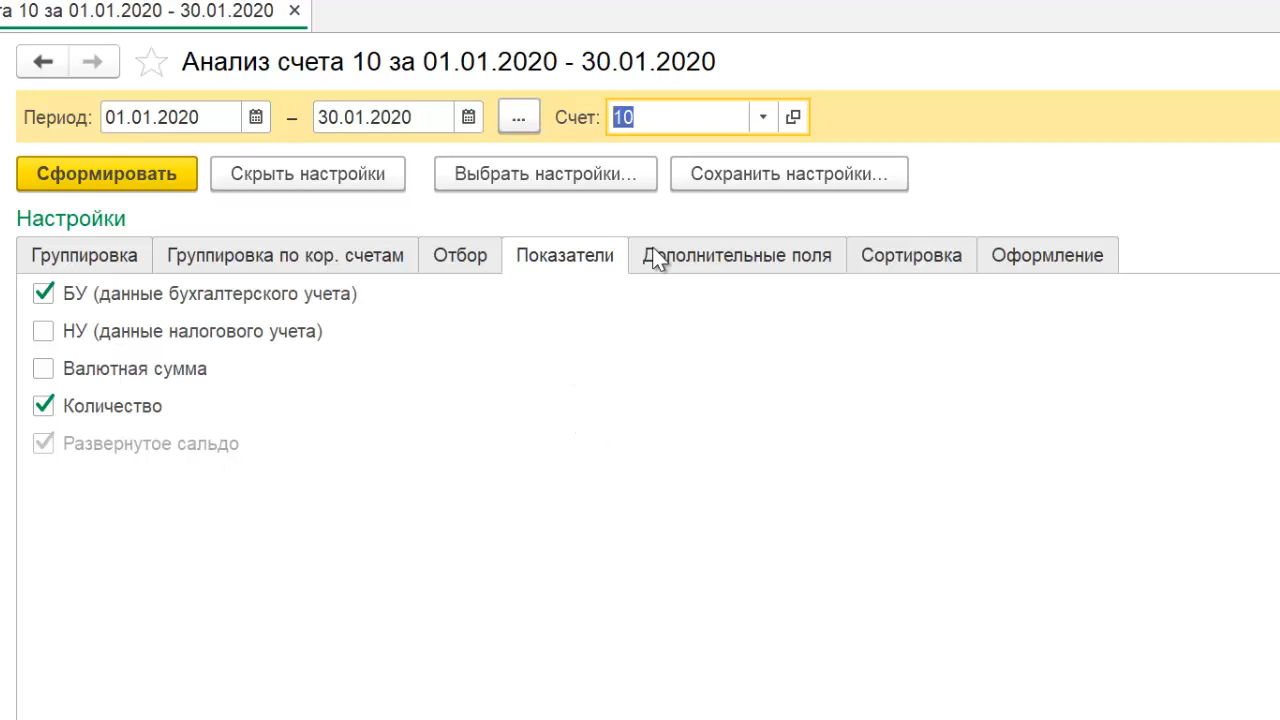 та 10 за 01.01.2020 - 30.01.2020 ×
Анализ счета 10 за 01.01.2020 - 30.01.2020
Период: 01.01.2020 – 30.01.2020 ... Счет: 10
Сформировать Скрыть настройки Выбрать настройки... Сохранить настройки...
Настройки
Группировка Группировка по кор. счетам Отбор Показатели Дополнительные поля Сортировка Оформление
БУ (данные бухгалтерского учета)
НУ (данные налогового учета)
Валютная сумма
Количество
Развернутое сальдо